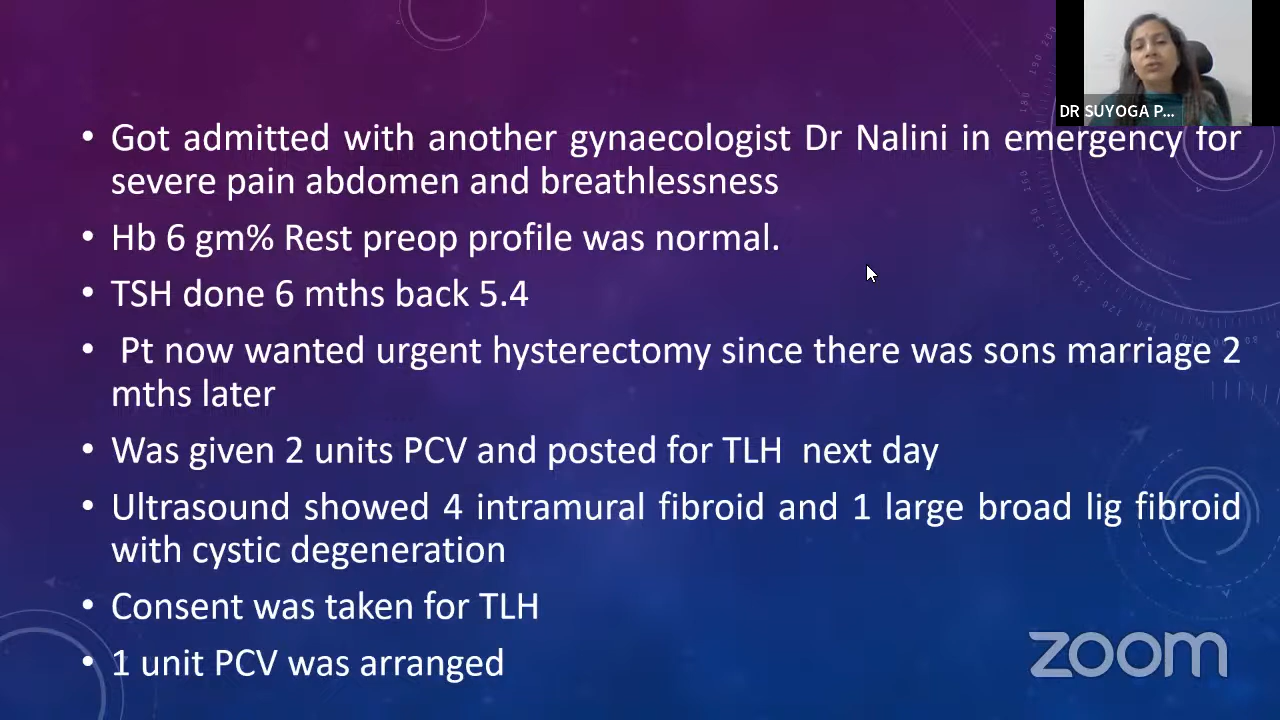 DR SUYOGA P...
• Got admitted with another gynaecologist Dr Nalini in emergency for
severe pain abdomen and breathlessness
• Hb 6 gm% Rest preop profile was normal.
• TSH done 6 mths back 5.4
• Pt now wanted urgent hysterectomy since there was sons marriage 2
mths later
• Was given 2 units PCV and posted for TLH next day
• Ultrasound showed 4 intramural fibroid and 1 large broad lig fibroid
with cystic degeneration
• Consent was taken for TLH
• 1 unit PCV was arranged
zoom